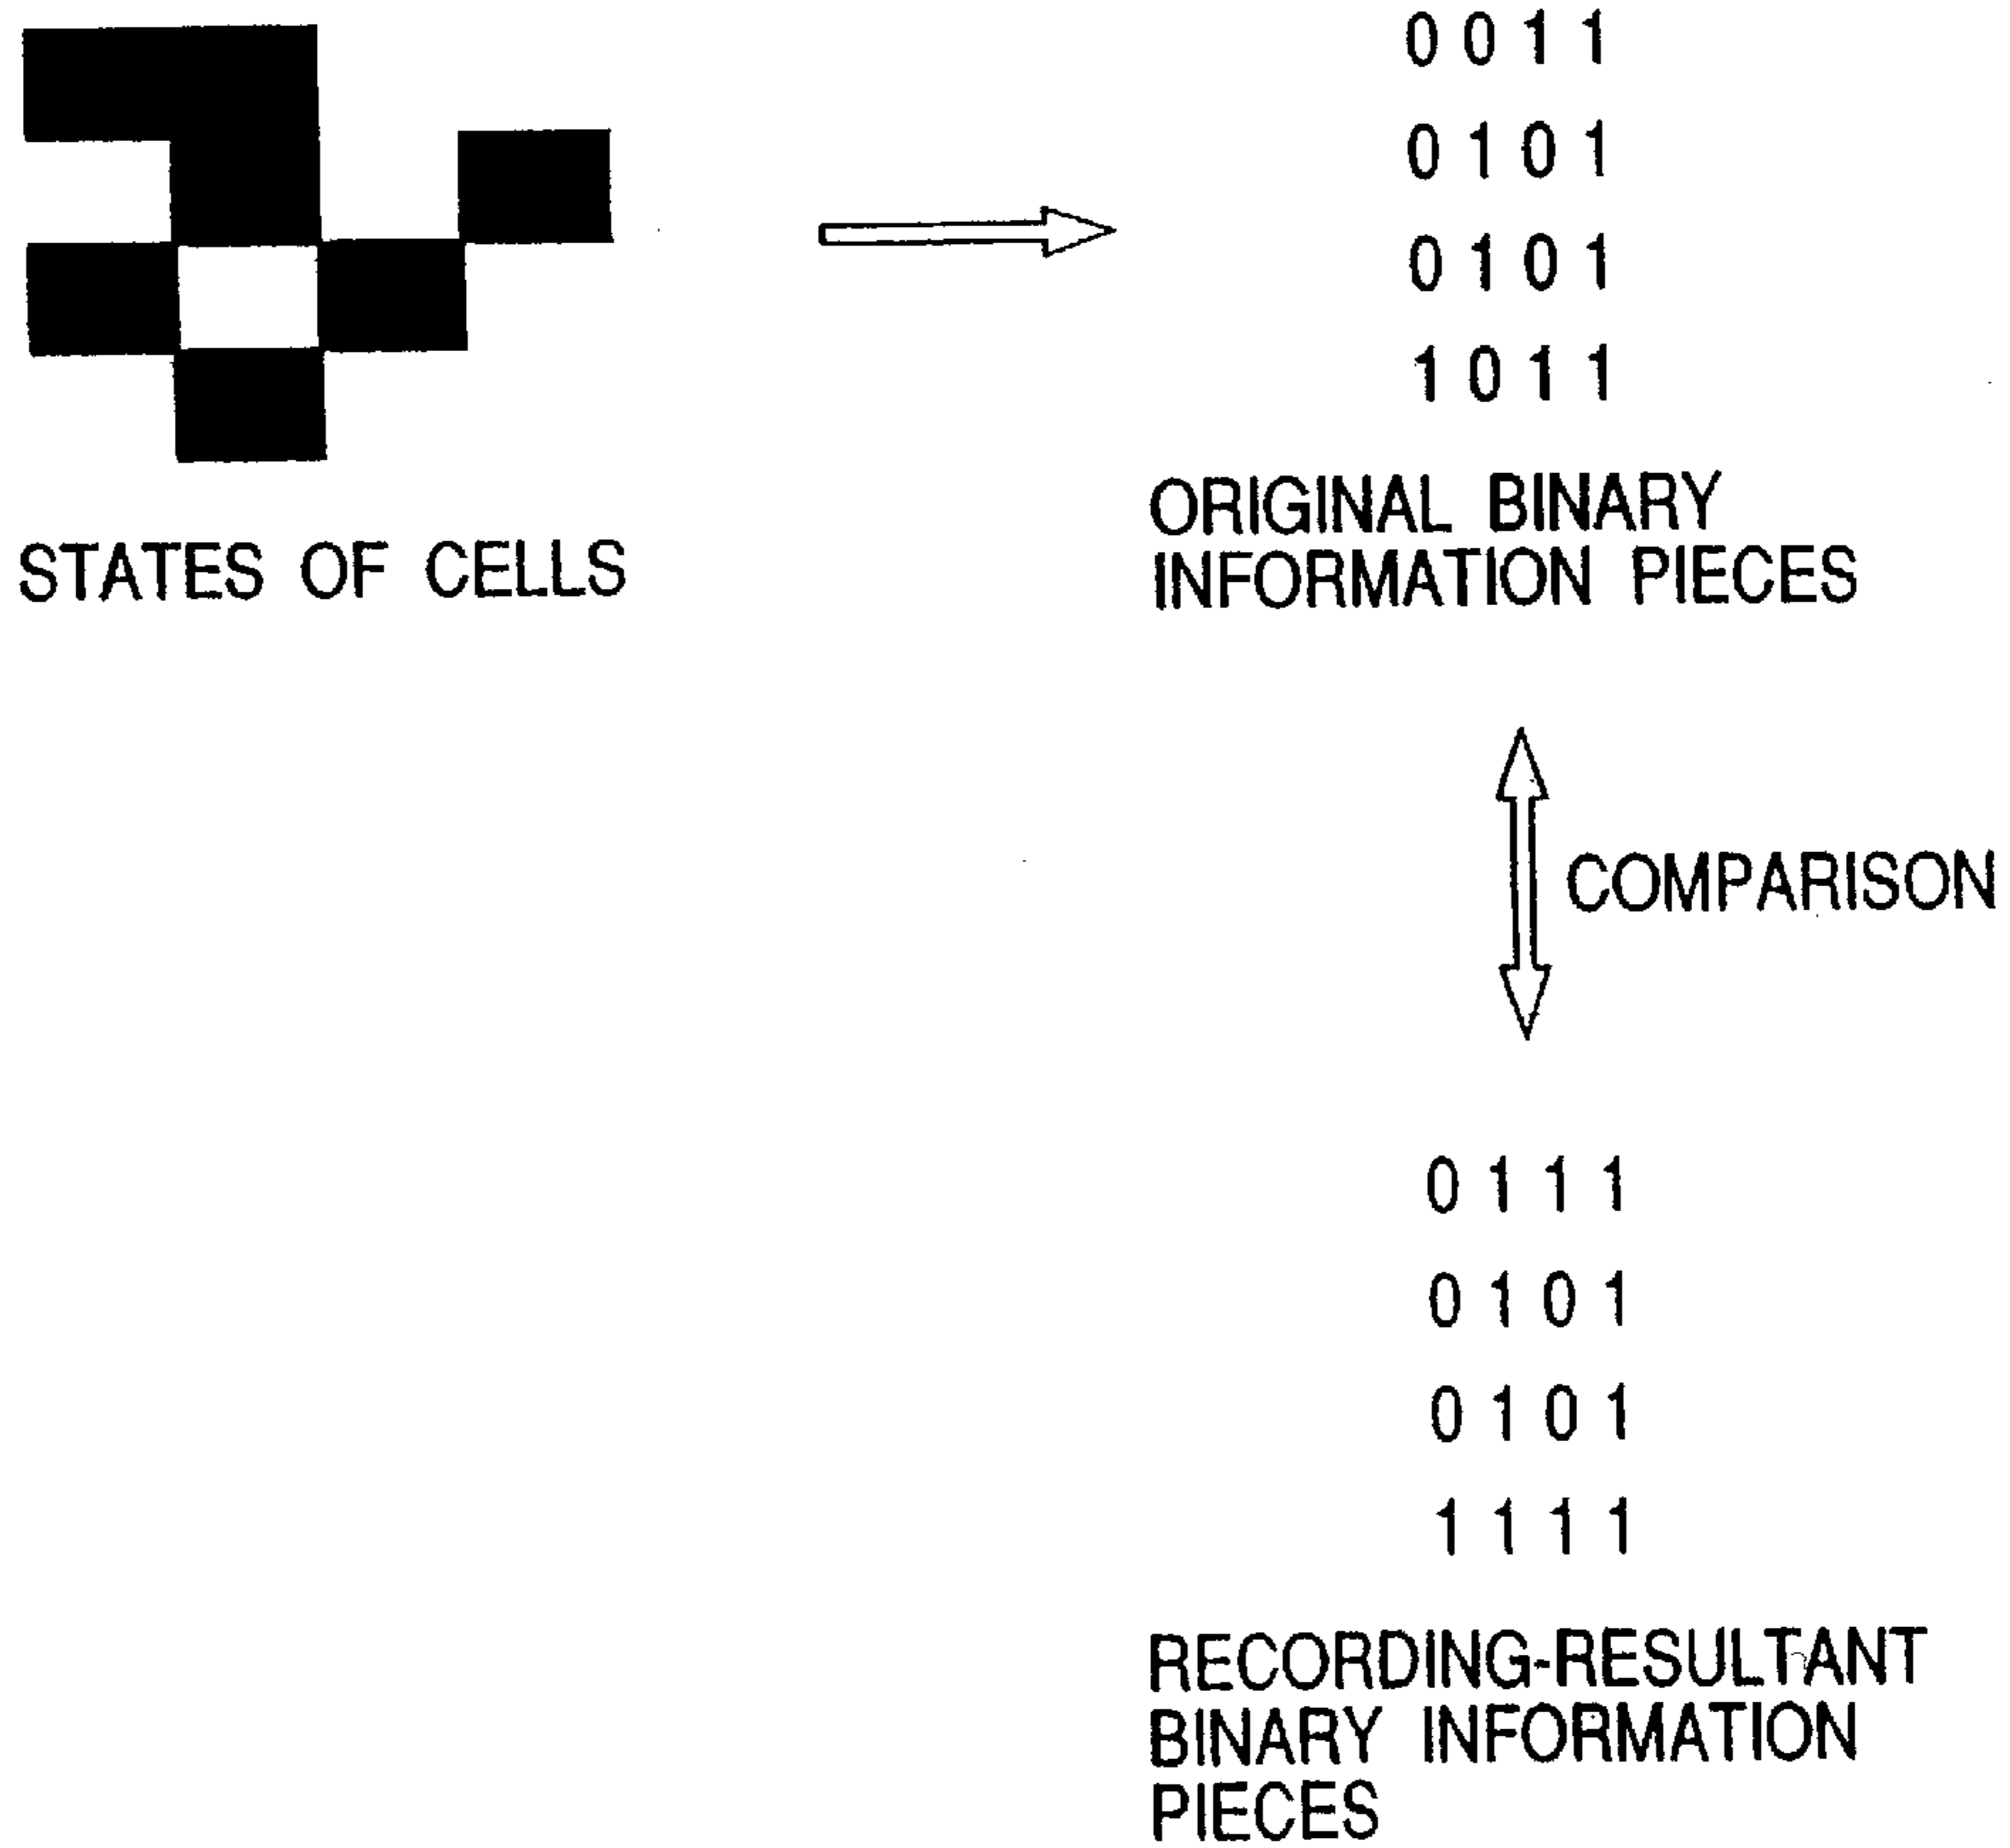 0 0 1 1
0 1 0 1
0 1 0 1
1 0 1 1
STATES OF CELLS
ORIGINAL BINARY
INFORMATION PIECES
COMPARISON
0 1 1 1
0 1 0 1
0 1 0 1
1 1 1 1
RECORDING-RESULTANT
BINARY INFORMATION
PIECES